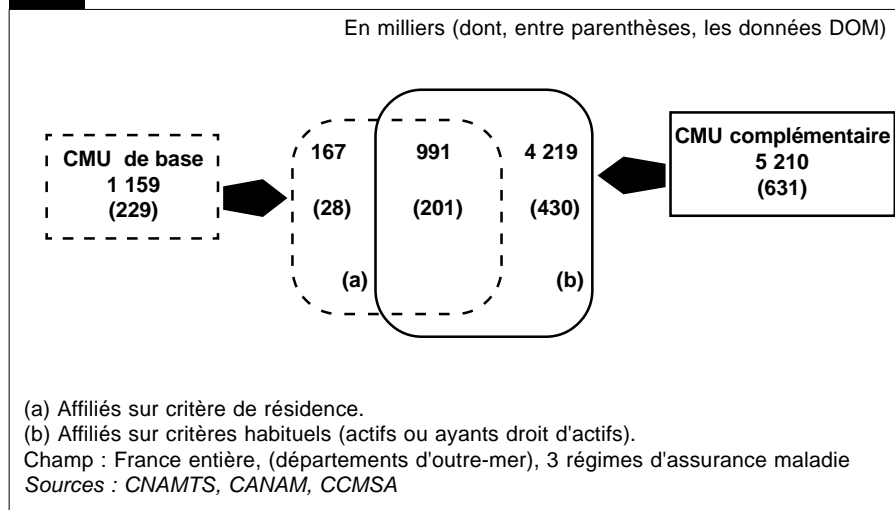 En milliers (dont, entre parenthèses, les données DOM)
CMU de base
1 159
(229)
167
991
4 219
(28)
(201)
(430)
(a)
(b)
CMU complémentaire
5 210
(631)
(a) Affiliés sur critère de résidence.
(b) Affiliés sur critères habituels (actifs ou ayants droit d'actifs).
Champ : France entière, (départements d'outre-mer), 3 régimes d'assurance maladie
Sources : CNAMTS, CANAM, CCMSA